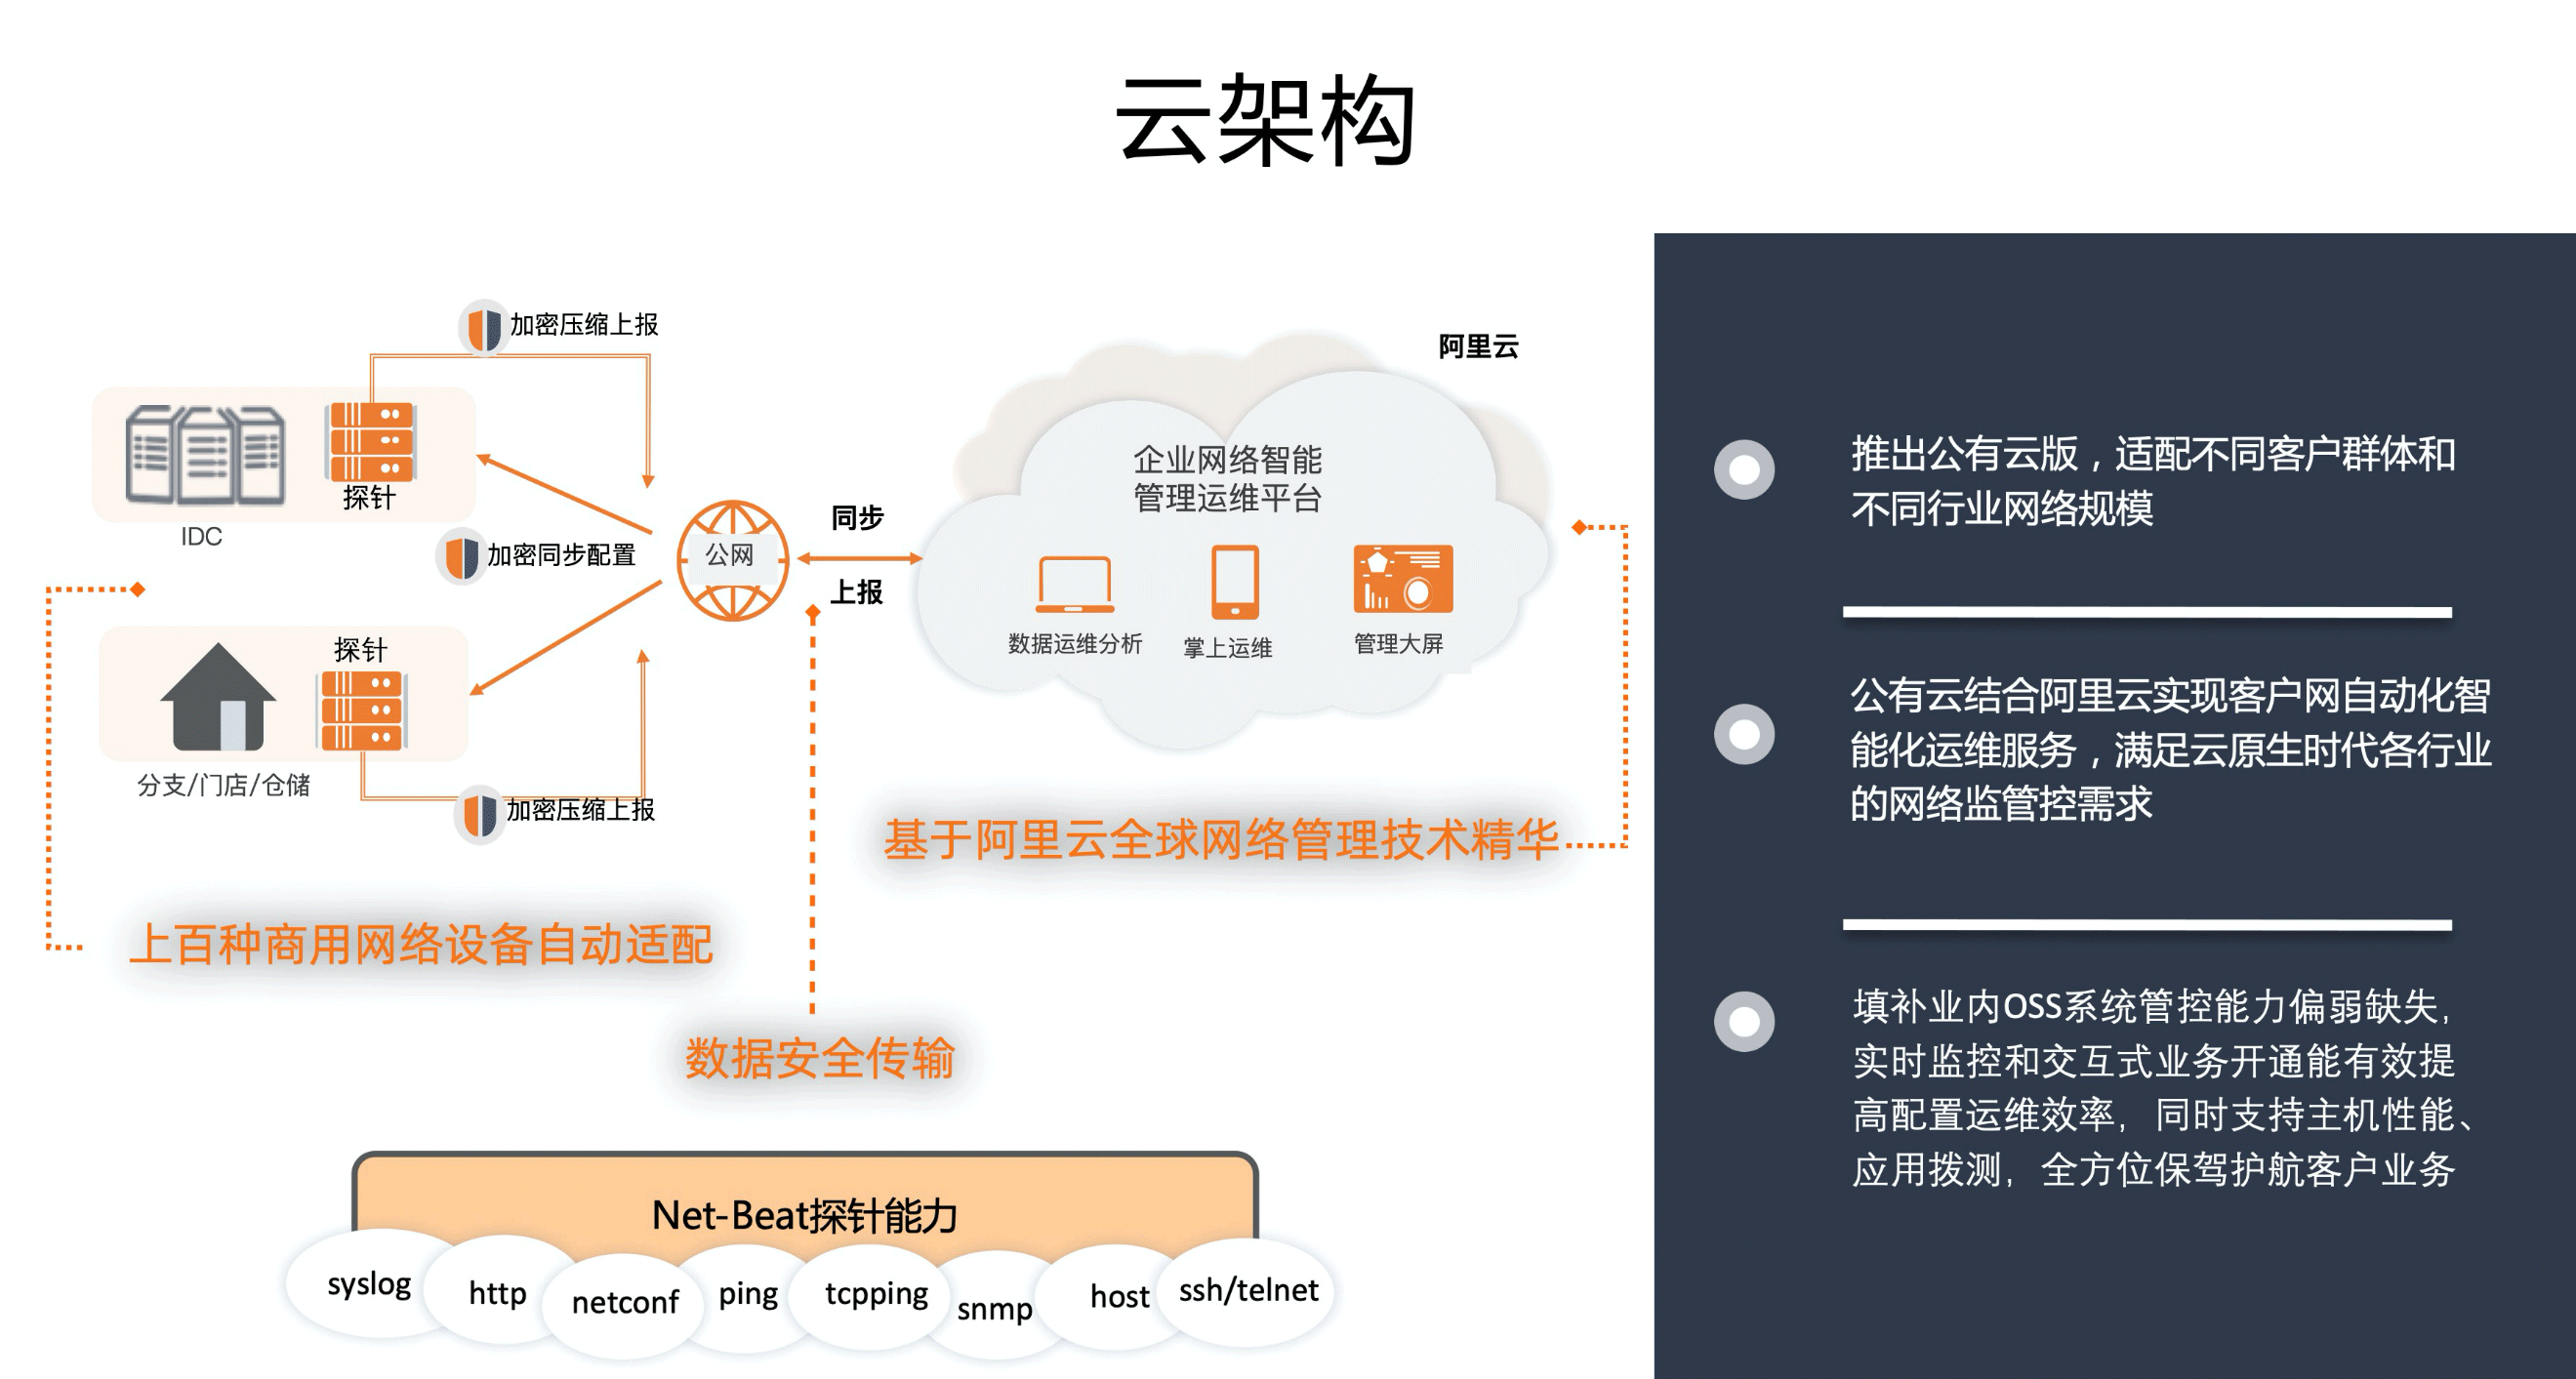 云架构
加密压缩上报
探针
IDC
加密同步配置
探针
分支/门店/仓储
加密压缩上报
公网
同步
上报
阿里云
企业网络智能
管理运维平台
数据运维分析
掌上运维
管理大屏
基于阿里云全球网络管理技术精华
上百种商用网络设备自动适配
数据安全传输
Net-Beat探针能力
syslog
http
netconf
ping
tcpping
snmp
host
ssh/telnet
推出公有云版，适配不同客户群体和
不同行业网络规模
公有云结合阿里云实现客户网自动化智
能化运维服务，满足云原生时代各行业
的网络监管控需求
填补业内OSS系统管控能力偏弱缺失，
实时监控和交互式业务开通能有效提
高配置运维效率，同时支持主机性能、
应用拨测，全方位保驾护航客户业务